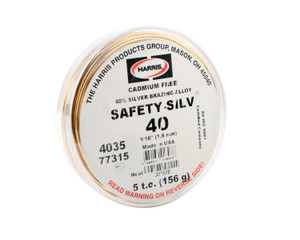 THE HARRIS PRODUCTS GROUP, MASON, OH 45040
HARRIS
CADMIUM FREE
40% SILVER BRAZING ALLOY
SAFETY-SILV
40
1/16" (1.6 mm)
4035 Made in USA
77315
5 t.o. (156 g)
READ WARNING ON REVERSE SIDE!